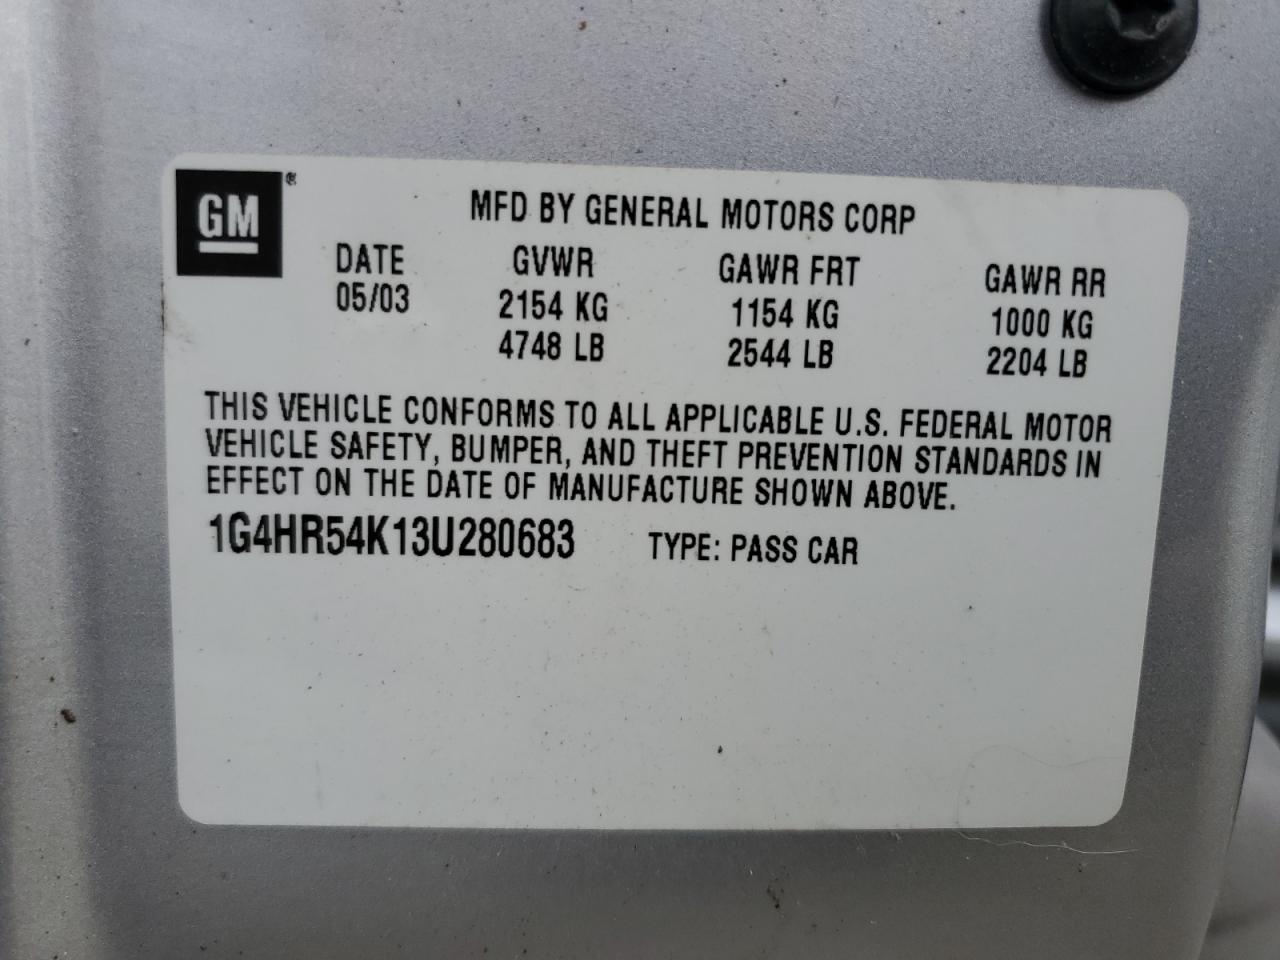 GM ®
MFD BY GENERAL MOTORS CORP
DATE GVWR GAWR FRT GAWR RR
05/03 2154 KG 1154 KG 1000 KG
4748 LB 2544 LB 2204 LB
THIS VEHICLE CONFORMS TO ALL APPLICABLE U.S. FEDERAL MOTOR
VEHICLE SAFETY, BUMPER, AND THEFT PREVENTION STANDARDS IN
EFFECT ON THE DATE OF MANUFACTURE SHOWN ABOVE.
1G4HR54K13U280683 TYPE: PASS CAR